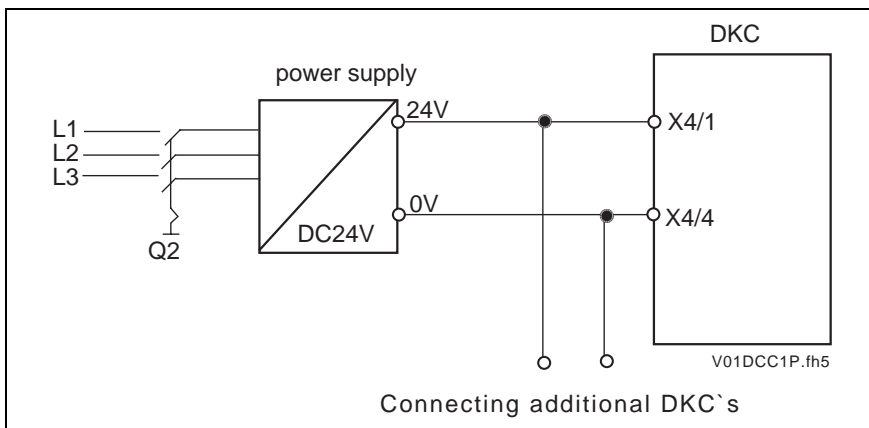 DKC
power supply
24V
L1
X4/1
L2
L3
0V
X4/4
DC24V
Q2
V01DCC1P.fh5
Connecting additional DKC`s